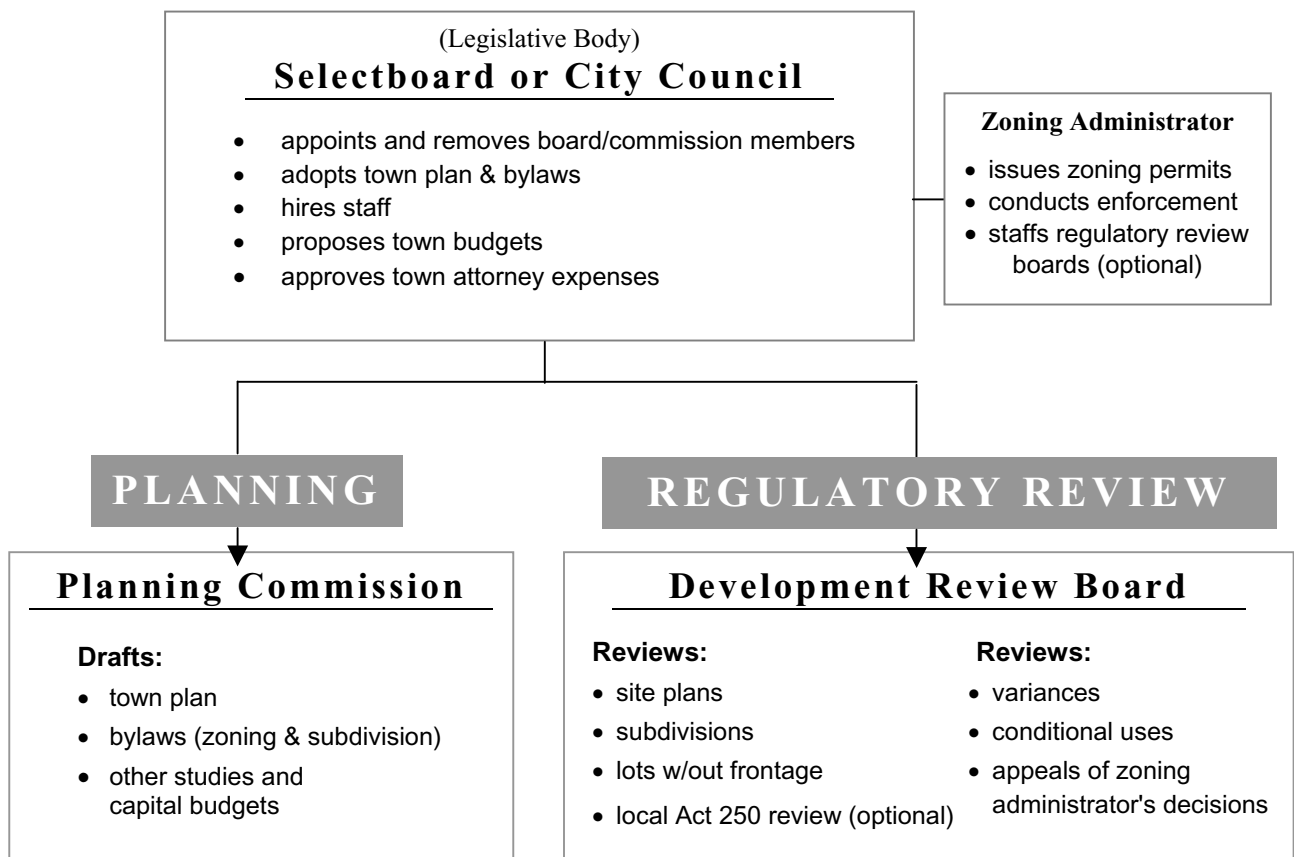 (Legislative Body)
Selectboard or City Council
• appoints and removes board/commission members
• adopts town plan & bylaws
• hires staff
• proposes town budgets
• approves town attorney expenses
Zoning Administrator
• issues zoning permits
• conducts enforcement
• staffs regulatory review
boards (optional)
PLANNING
REGULATORY REVIEW
Planning Commission
Drafts:
• town plan
• bylaws (zoning & subdivision)
• other studies and
capital budgets
Development Review Board
Reviews:
• site plans
• subdivisions
• lots w/out frontage
• local Act 250 review (optional)
Reviews:
• variances
• conditional uses
• appeals of zoning
administrator's decisions